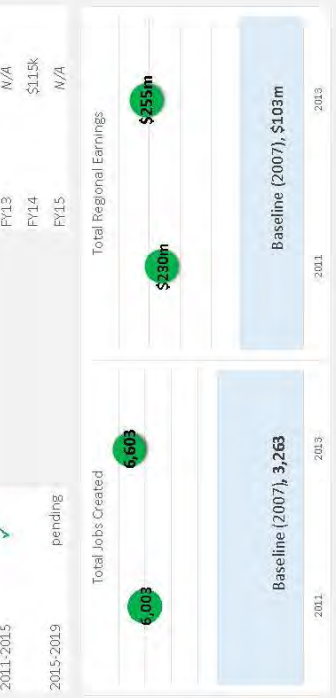 2011-2015 ✓
2015-2019 pending
FY13 N/A
FY14 $115k
FY15 N/A
Total Jobs Created
6,003
6,603
Baseline (2007), 3,263
2011 2013
Total Regional Earnings
$230m
$255m
Baseline (2007), $103m
2011 2013